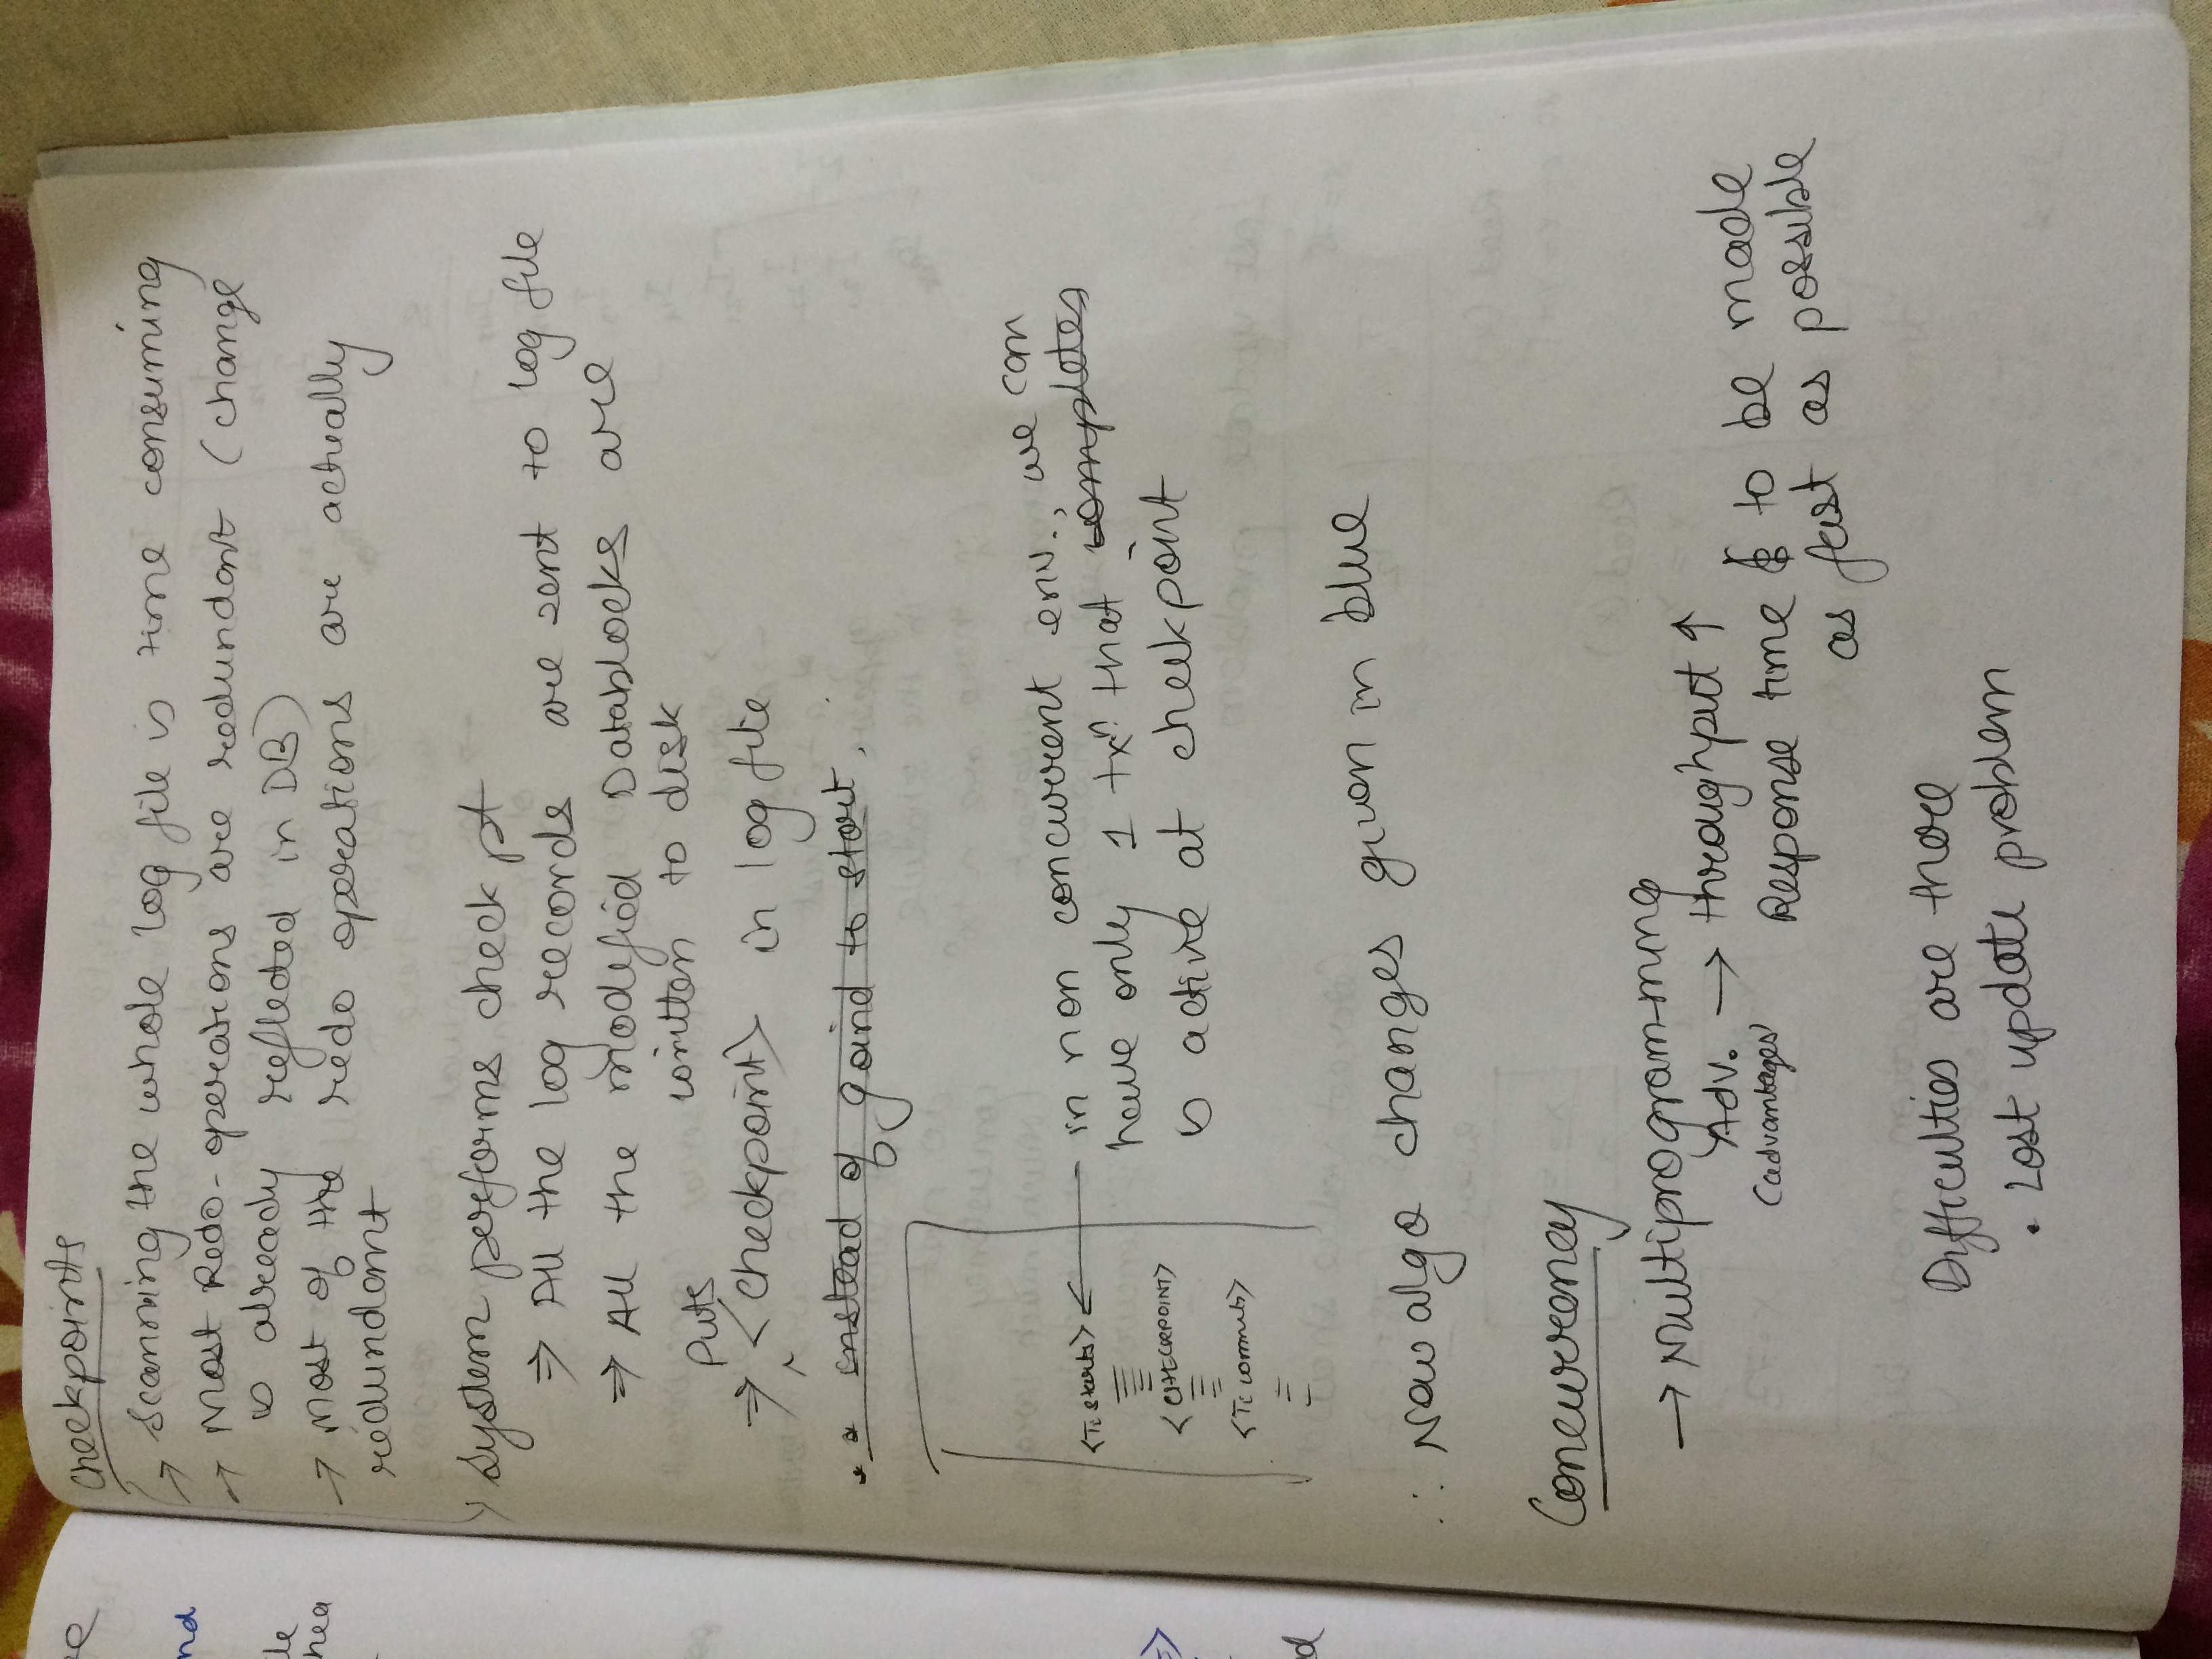 Checkpoints
→ Scanning the whole log file is time consuming
→ Most Redo-operations are redundant (change
is already reflected in DB)
→ Most of the redo operations are actually
redundant
System performs check pt
⇒ All the log records are sent to log file
⇒ All the modified Datablocks are
written to disk
Puts
⇒ <checkpoint> in log file
instead of goind to start.
<Ti starts> ← in non concurrent env., we can
have only 1 txn that completes
is active at checkpoint
<CHECKPOINT>
<Ti commits>
∴ Now algo changes given in blue
Concurrency
→ Multiprogramming
Adv. → throughput ↑
(advantages)
Response time to be made
as fast as possible
Difficulties are there
• Lost update problem
nd